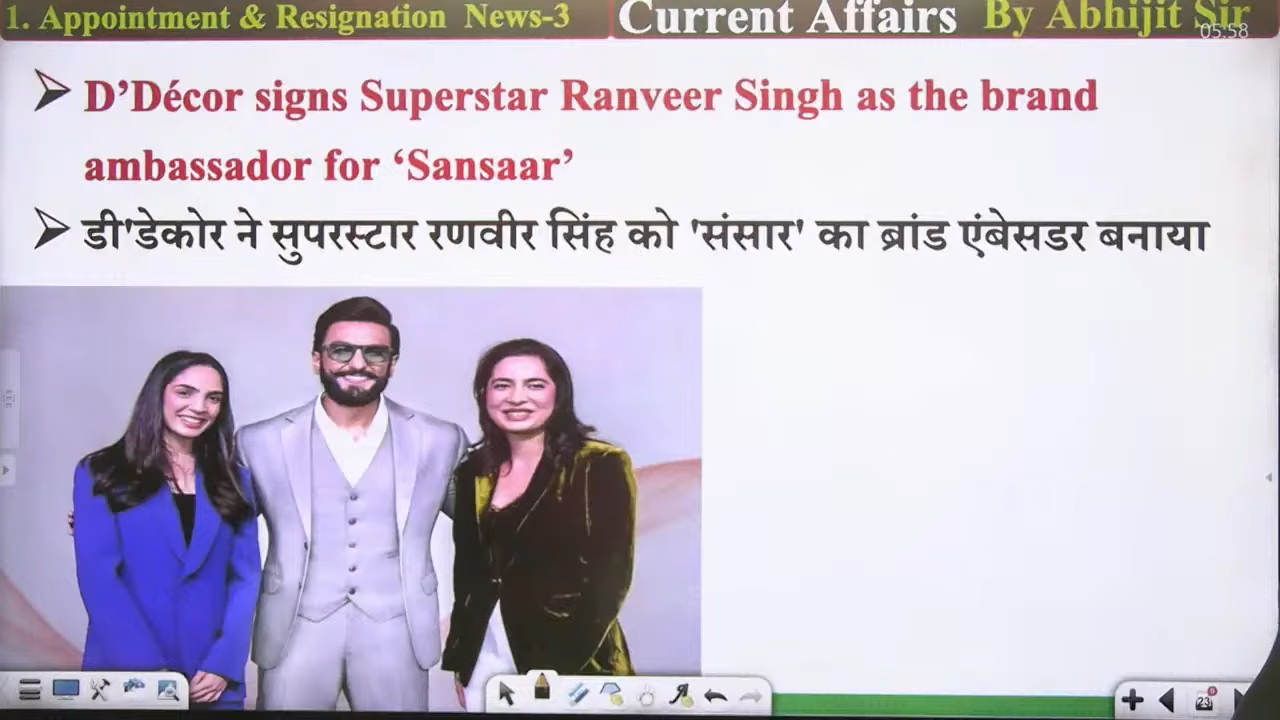 1. Appointment & Resignation News-3
Current Affairs By Abhijit Sir
05:58
D’Décor signs Superstar Ranveer Singh as the brand
ambassador for ‘Sansaar’
डी'डेकोर ने सुपरस्टार रणवीर सिंह को 'संसार' का ब्रांड एंबेसडर बनाया
23